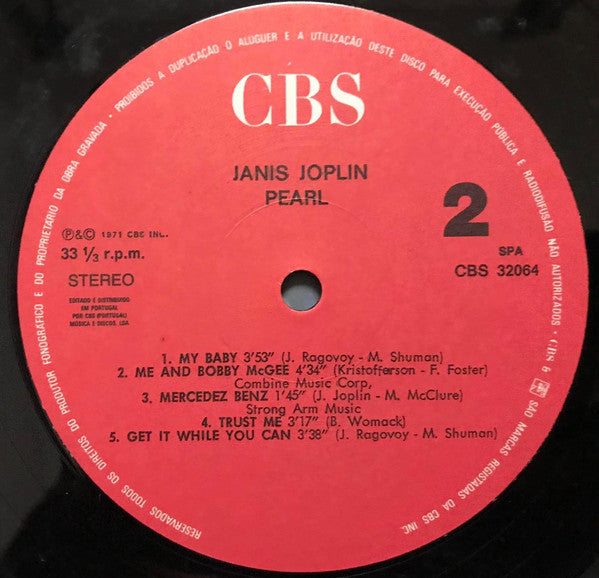 RESERVADOS TODOS OS DIREITOS DO PRODUTOR FONOGRÁFICO E DO PROPRIETÁRIO DA OBRA GRAVADA · PROIBIDOS A DUPLICAÇÃO O ALUGUER E A UTILIZAÇÃO DESTE DISCO PARA EXECUÇÃO PÚBLICA E RADIODIFUSÃO NÃO AUTORIZADOS · CBS & SÃO MARCAS REGISTADAS DA CBS INC.
CBS
JANIS JOPLIN
PEARL
2
Ⓟ&© 1971 CBS INC.
33 1/3 r.p.m.
STEREO
SPA
CBS 32064
EDITADO E DISTRIBUIDO
EM PORTUGAL
POR: CBS (PORTUGAL)
MÚSICA E DISCOS, LDA
1. MY BABY 3'53" (J. Ragovoy - M. Shuman)
2. ME AND BOBBY McGEE 4'34" (Kristofferson - F. Foster)
Combine Music Corp,
3. MERCEDEZ BENZ 1'45" (J. Joplin - M. McClure)
Strong Arm Music
4. TRUST ME 3'17" (B. Womack)
5. GET IT WHILE YOU CAN 3'38" (J. Ragovoy - M. Shuman)